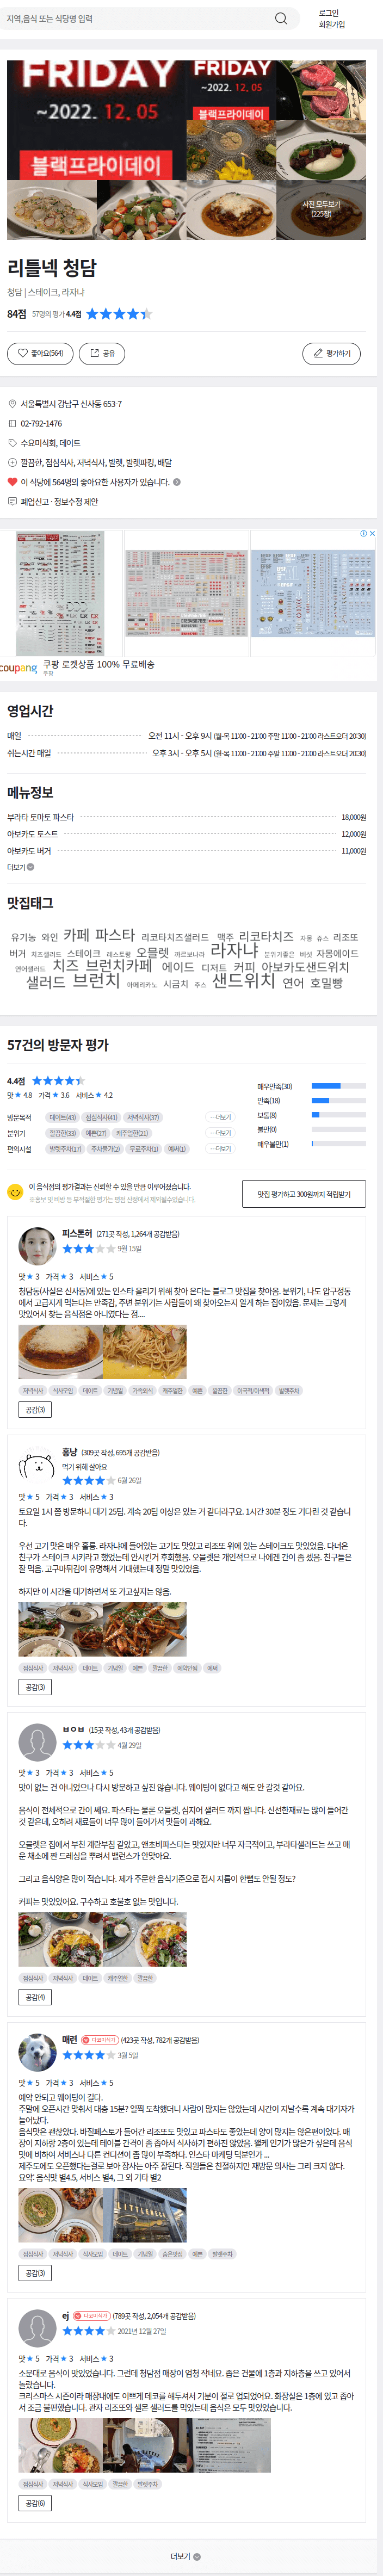 지역,음식 또는 식당명 입력
로그인
회원가입
FRIDAY
~2022. 12. 05
블랙프라이데이
FRIDAY
~2022. 12. 05
블랙프라이데이
사진 모두보기
(225장)
리틀넥 청담
청담 | 스테이크, 라자냐
84점 57명의 평가 4.4점
좋아요(564)
공유
평가하기
서울특별시 강남구 신사동 653-7
02-792-1476
수요미식회, 데이트
깔끔한, 점심식사, 저녁식사, 발렛, 발렛파킹, 배달
이 식당에 564명의 좋아요한 사용자가 있습니다.
폐업신고 · 정보수정 제안
coupang
쿠팡 로켓상품 100% 무료배송
쿠팡
영업시간
매일 오전 11시 - 오후 9시 (월-목 11:00 - 21:00 주말 11:00 - 21:00 라스트오더 20:30)
쉬는시간 매일 오후 3시 - 오후 5시 (월-목 11:00 - 21:00 주말 11:00 - 21:00 라스트오더 20:30)
메뉴정보
부라타 토마토 파스타 18,000원
아보카도 토스트 12,000원
아보카도 버거 11,000원
더보기
맛집태그
유기농 와인 카페 파스타 리코타치즈샐러드 맥주 리코타치즈 자몽 쥬스 리조또
버거 치즈샐러드 스테이크 레스토랑 오믈렛 까르보나라 라자냐 분위기좋은 버섯 자몽에이드
연어샐러드 치즈 브런치카페 에이드 디저트 커피 아보카도샌드위치
샐러드 브런치 아메리카노 시금치 주스 샌드위치 연어 호밀빵
57건의 방문자 평가
4.4점
맛 4.8 가격 3.6 서비스 4.2
방문목적 데이트(43) 점심식사(41) 저녁식사(37) ···더보기
분위기 깔끔한(33) 예쁜(27) 캐주얼한(21) ···더보기
편의시설 발렛주차(17) 주차불가(2) 무료주차(1) 예써(1) ···더보기
매우만족(30)
만족(18)
보통(8)
불만(0)
매우불만(1)
이 음식점의 평가결과는 신뢰할 수 있을 만큼 이루어졌습니다.
※홍보 및 비방 등 부적절한 평가는 평점 산정에서 제외될수있습니다.
맛집 평가하고 300원까지 적립받기
피스톤허 (271곳 작성, 1,264개 공감받음)
9월 15일
맛 3 가격 3 서비스 5
청담동(사실은 신사동)에 있는 인스타 올리기 위해 찾아 온다는 블로그 맛집을 찾아옴. 분위기, 나도 압구정동
에서 고급지게 먹는다는 만족감, 주변 분위기는 사람들이 왜 찾아오는지 알게 하는 집이었음. 문제는 그렇게
맛있어서 찾는 음식점은 아니였다는 점....
저녁식사 식사모임 데이트 기념일 가족외식 캐주얼한 예쁜 깔끔한 이국적/이색적 발렛주차
공감(3)
홍냥 (309곳 작성, 695개 공감받음)
먹기 위해 살아요
6월 26일
맛 5 가격 3 서비스 3
토요일 1시 쯤 방문하니 대기 25팀. 계속 20팀 이상은 있는 거 같더라구요. 1시간 30분 정도 기다린 것 같습니
다.
우선 고기 맛은 매우 훌륭. 라자냐에 들어있는 고기도 맛있고 리조또 위에 있는 스테이크도 맛있었음. 다녀온
친구가 스테이크 시키라고 했었는데 안시킨거 후회했음. 오믈렛은 개인적으로 나에겐 간이 좀 셌음. 친구들은
잘 먹음. 고구마튀김이 유명해서 기대했는데 정말 맛있었음.
하지만 이 시간을 대기하면서 또 가고싶지는 않음.
점심식사 저녁식사 데이트 기념일 예쁜 깔끔한 예약안됨 예써
공감(3)
ㅂㅇㅂ (15곳 작성, 43개 공감받음)
4월 29일
맛 3 가격 3 서비스 3
맛이 없는 건 아니었으나 다시 방문하고 싶진 않습니다. 웨이팅이 없다고 해도 안 갈것 같아요.
음식이 전체적으로 간이 쎄요. 파스타는 물론 오믈렛, 심지어 샐러드 까지 짭니다. 신선한재료는 많이 들어간
것 같은데, 오히려 재료들이 너무 많이 들어가서 맛들이 과해요.
오믈렛은 집에서 부친 계란부침 같았고, 엔초비파스타는 맛있지만 너무 자극적이고, 부라타샐러드는 쓰고 매
운 채소에 짠 드레싱을 뿌려서 밸런스가 안맞아요.
그리고 음식양은 많이 적습니다. 제가 주문한 음식기준으로 접시 지름이 한뼘도 안될 정도?
커피는 맛있었어요. 구수하고 호불호 없는 맛입니다.
점심식사 저녁식사 데이트 캐주얼한 깔끔한
공감(4)
매련 다코미식가 (423곳 작성, 782개 공감받음)
3월 5일
맛 5 가격 3 서비스 5
예약 안되고 웨이팅이 길다.
주말에 오픈시간 맞춰서 대충 15분? 일찍 도착했더니 사람이 많지는 않았는데 시간이 지날수록 계속 대기자가
늘어났다.
음식맛은 괜찮았다. 바질페스토가 들어간 리조또도 맛있고 파스타도 좋았는데 양이 많지는 않은편이었다. 매
장이 지하랑 2층이 있는데 테이블 간격이 좀 좁아서 식사하기 편하진 않았음. 왤케 인기가 많은가 싶은데 음식
맛에 비하여 서비스나 다른 컨디션이 좀 많이 부족하다. 인스타 마케팅 덕분인가 ...
제주도에도 오픈했다는걸로 보아 장사는 아주 잘된다. 직원들은 친절하지만 재방문 의사는 그리 크지 않다.
요약: 음식맛 별4.5, 서비스 별4, 그 외 기타 별2
점심식사 저녁식사 식사모임 데이트 기념일 숨은맛집 예쁜 발렛주차
공감(3)
ej 다코미식가 (789곳 작성, 2,054개 공감받음)
2021년 12월 27일
맛 5 가격 3 서비스 3
소문대로 음식이 맛있었습니다. 그런데 청담점 매장이 엄청 작네요. 좁은 건물에 1층과 지하층을 쓰고 있어서
놀랐습니다.
크리스마스 시즌이라 매장내에도 이쁘게 데코를 해두셔서 기분이 절로 업되었어요. 화장실은 1층에 있고 좁아
서 조금 불편했습니다. 관자 리조또와 샐몬 샐러드를 먹었는데 음식은 모두 맛있었습니다.
점심식사 저녁식사 식사모임 깔끔한 발렛주차
공감(6)
더보기